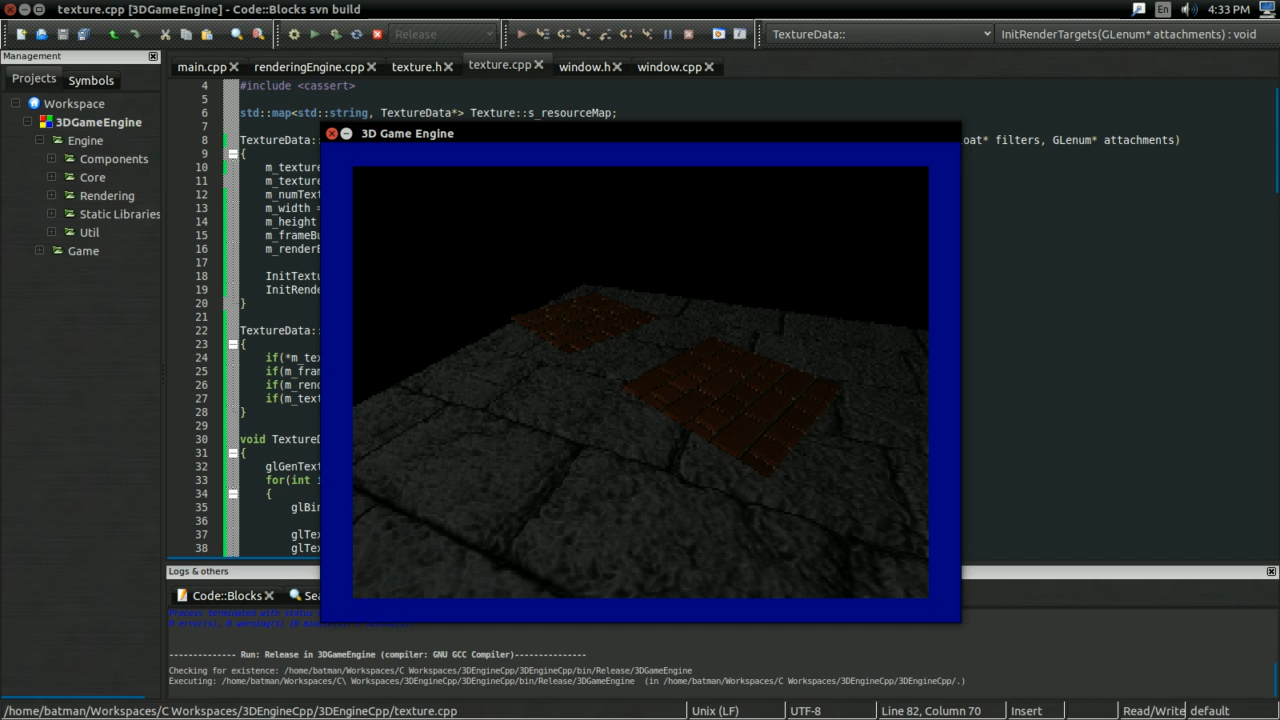 texture.cpp [3DGameEngine] - Code::Blocks svn build
En
4:33 PM
Release
TextureData::
InitRenderTargets(GLenum* attachments) : void
Management
Projects
Symbols
Workspace
3DGameEngine
Engine
Components
Core
Rendering
Static Libraries
Util
Game
main.cpp
renderingEngine.cpp
texture.h
texture.cpp
window.h
window.cpp
4 #include <cassert>
5
6 std::map<std::string, TextureData*> Texture::s_resourceMap;
7
8 TextureData:: oat* filters, GLenum* attachments)
9 {
10 m_texture
11 m_texture
12 m_numText
13 m_width =
14 m_height
15 m_frameBu
16 m_renderB
17
18 InitTextu
19 InitRende
20 }
21
22 TextureData::
23 {
24 if(*m_tex
25 if(m_fram
26 if(m_rend
27 if(m_text
28 }
29
30 void TextureD
31 {
32 glGenText
33 for(int i
34 {
35 glBin
36
37 glTex
38 glTex
3D Game Engine
Logs & others
Code::Blocks
Sea
Process terminated with status
0 error(s), 0 warning(s) (0
-------------- Run: Release in 3DGameEngine (compiler: GNU GCC Compiler)---------------
Checking for existence: /home/batman/Workspaces/C Workspaces/3DEngineCpp/3DEngineCpp/bin/Release/3DGameEngine
Executing: /home/batman/Workspaces/C\ Workspaces/3DEngineCpp/3DEngineCpp/bin/Release/3DGameEngine  (in /home/batman/Workspaces/C Workspaces/3DEngineCpp/3DEngineCpp/.)
/home/batman/Workspaces/C Workspaces/3DEngineCpp/3DEngineCpp/texture.cpp
Unix (LF)
UTF-8
Line 82, Column 70
Insert
Read/Write
default